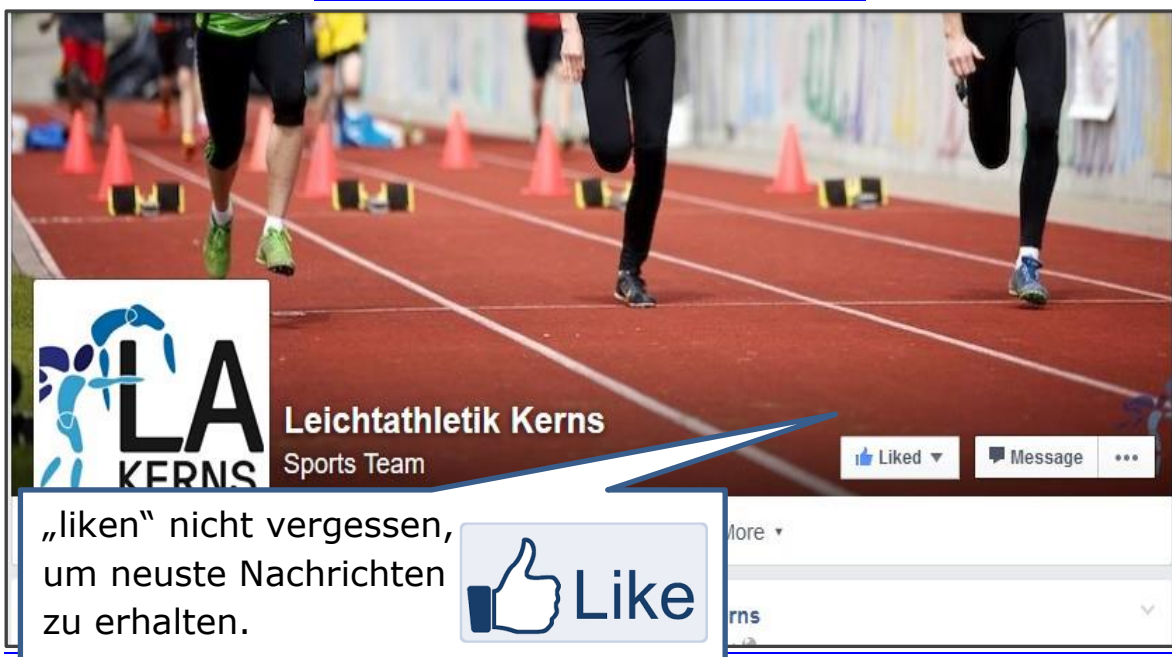 LA
KERNS
Leichtathletik Kerns
Sports Team
Liked
Message
„liken“ nicht vergessen,
um neuste Nachrichten
zu erhalten.
Like
More
rns